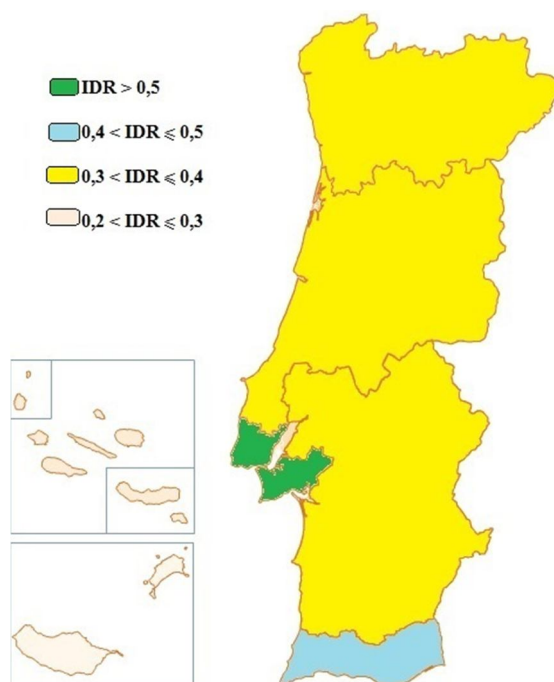 IDR > 0,5
0,4 < IDR ⩽ 0,5
0,3 < IDR ⩽ 0,4
0,2 < IDR ⩽ 0,3